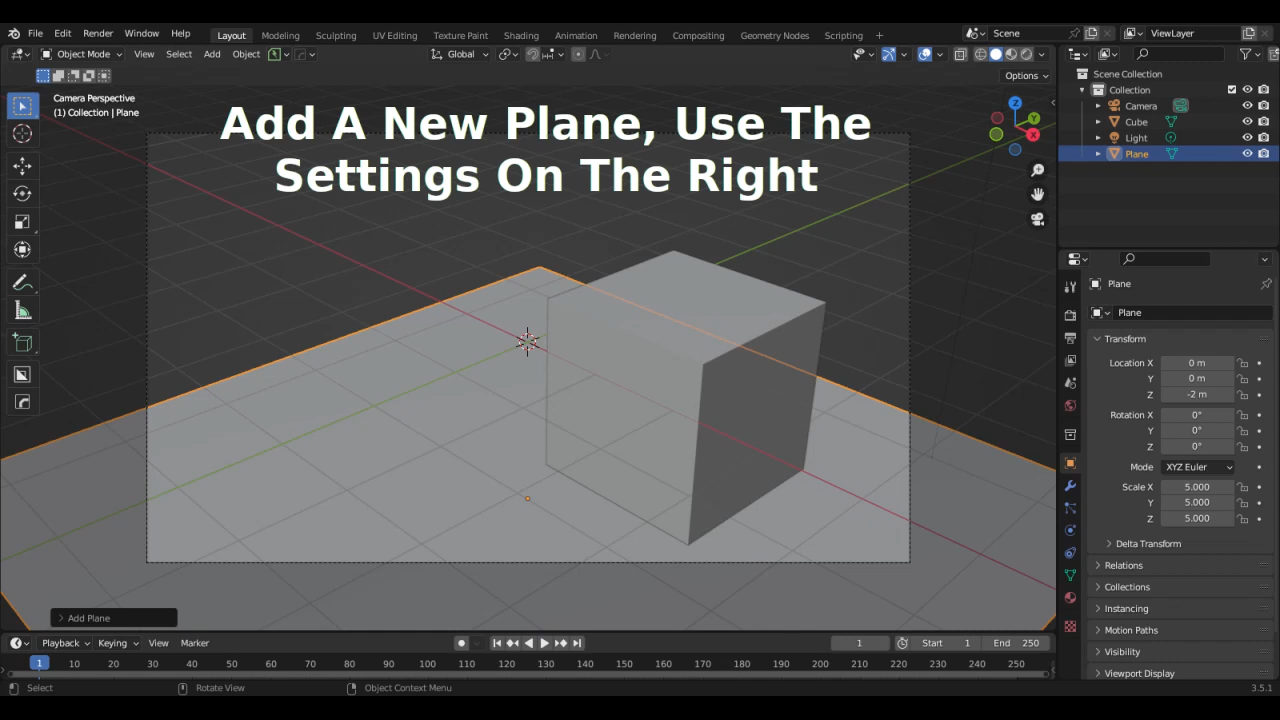 File Edit Render Window Help Layout Modeling Sculpting UV Editing Texture Paint Shading Animation Rendering Compositing Geometry Nodes Scripting + Scene ViewLayer
Object Mode View Select Add Object Global
Options
Camera Perspective
(1) Collection | Plane
Add A New Plane, Use The
Settings On The Right
Z
Y
X
Scene Collection
Collection
Camera
Cube
Light
Plane
Plane
Plane
Transform
Location X 0 m
Y 0 m
Z -2 m
Rotation X 0°
Y 0°
Z 0°
Mode XYZ Euler
Scale X 5.000
Y 5.000
Z 5.000
Delta Transform
Relations
Collections
Instancing
Motion Paths
Visibility
Viewport Display
Add Plane
Playback Keying View Marker 1 Start 1 End 250
1 10 20 30 40 50 60 70 80 90 100 110 120 130 140 150 160 170 180 190 200 210 220 230 240 250
Select Rotate View Object Context Menu 3.5.1